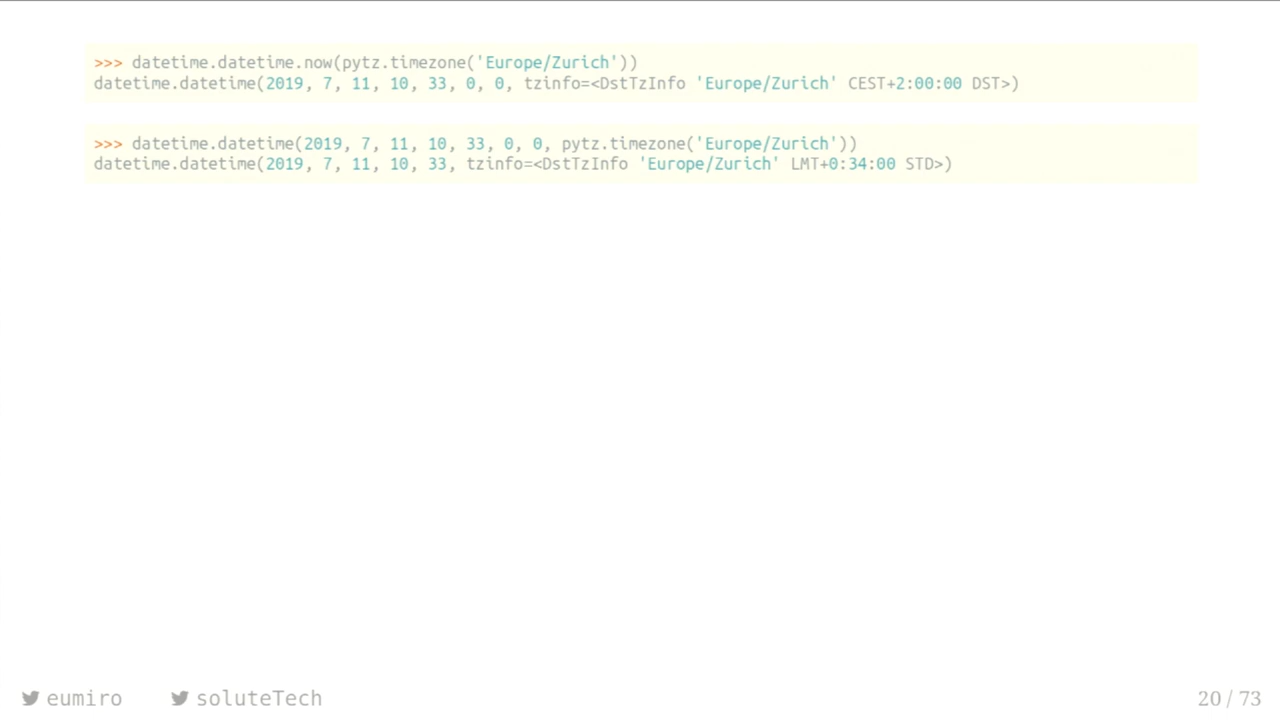 >>> datetime.datetime.now(pytz.timezone('Europe/Zurich'))
datetime.datetime(2019, 7, 11, 10, 33, 0, 0, tzinfo=<DstTzInfo 'Europe/Zurich' CEST+2:00:00 DST>)
>>> datetime.datetime(2019, 7, 11, 10, 33, 0, 0, pytz.timezone('Europe/Zurich'))
datetime.datetime(2019, 7, 11, 10, 33, tzinfo=<DstTzInfo 'Europe/Zurich' LMT+0:34:00 STD>)
eumiro soluteTech 20 / 73